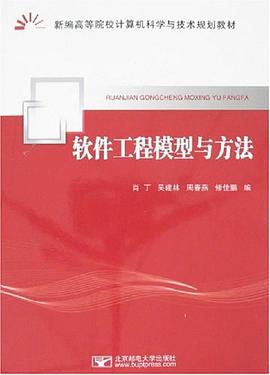 新编高等院校计算机科学与技术规划教材
RUANJIAN GONGCHENG MOXING YU FANGFA
软件工程模型与方法
肖 丁 吴建林 周春燕 修佳鹏 编
北京邮电大学出版社
www.buptpress.com